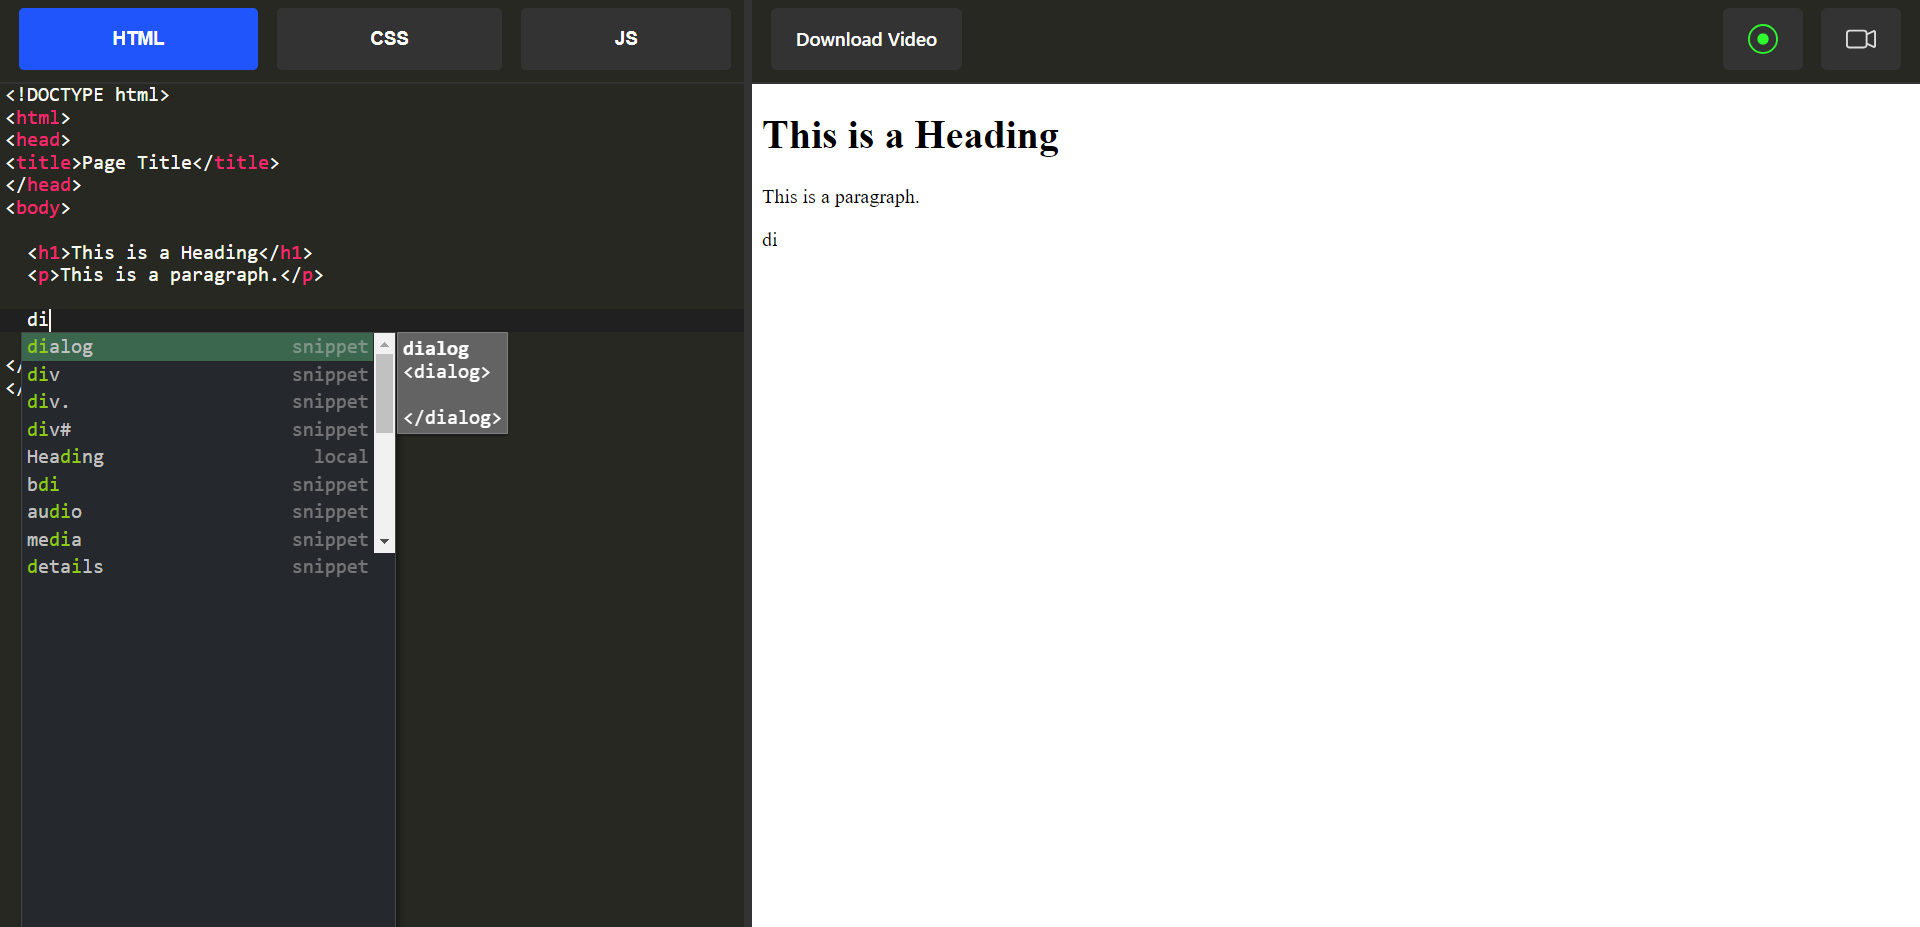 HTML CSS JS Download Video
<!DOCTYPE html>
<html>
<head>
<title>Page Title</title>
</head>
<body>
<h1>This is a Heading</h1>
<p>This is a paragraph.</p>
di
</
</
dialog snippet
div snippet
div. snippet
div# snippet
Heading local
bdi snippet
audio snippet
media snippet
details snippet
dialog
<dialog>
</dialog>
This is a Heading
This is a paragraph.
di